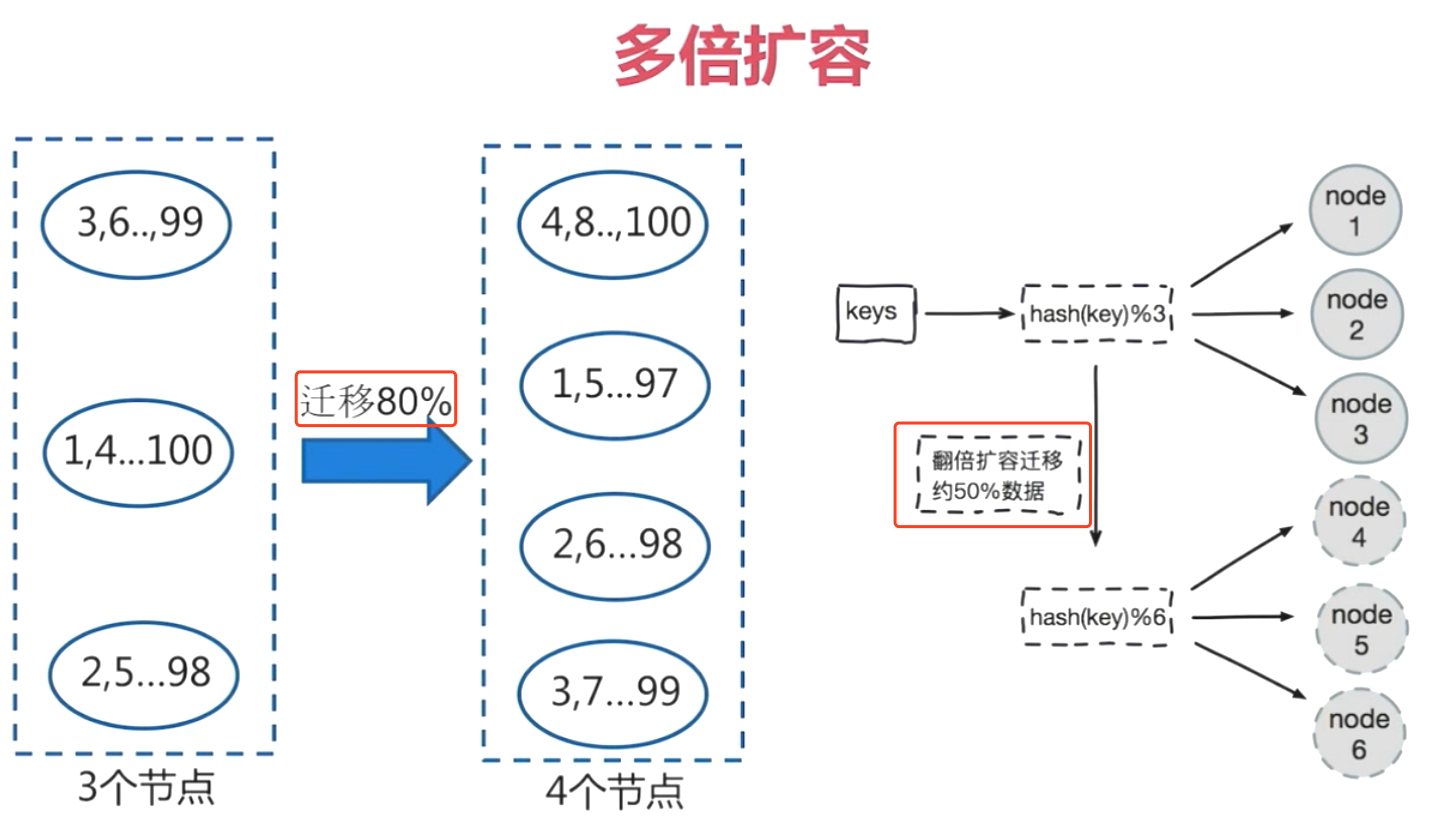 多倍扩容
3,6..,99
1,4...100
2,5...98
3个节点
迁移80%
4,8..,100
1,5...97
2,6...98
3,7...99
4个节点
keys
hash(key)%3
node
1
node
2
node
3
翻倍扩容迁移
约50%数据
hash(key)%6
node
4
node
5
node
6